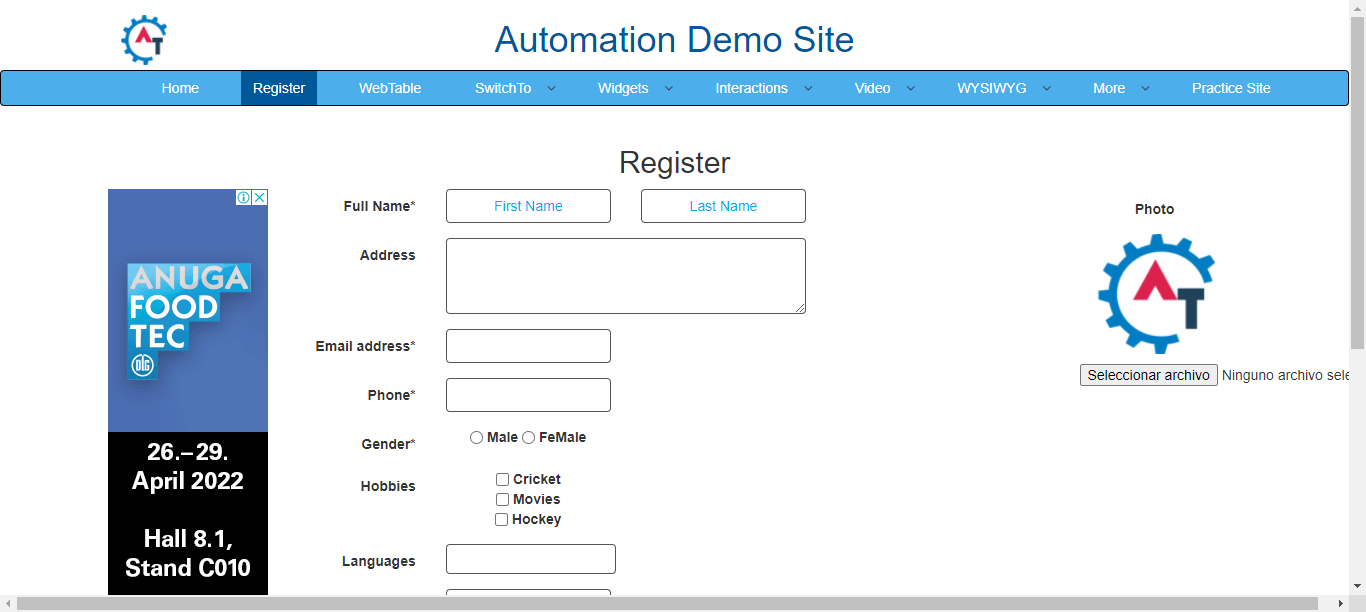 AT
Automation Demo Site
Home Register WebTable SwitchTo Widgets Interactions Video WYSIWYG More Practice Site
Register
ANUGA
FOOD
TEC
DLG
26.–29.
April 2022
Hall 8.1,
Stand C010
Full Name* First Name Last Name
Address
Email address*
Phone*
Gender* Male FeMale
Hobbies Cricket
Movies
Hockey
Languages
Photo
AT
Seleccionar archivo Ninguno archivo sele